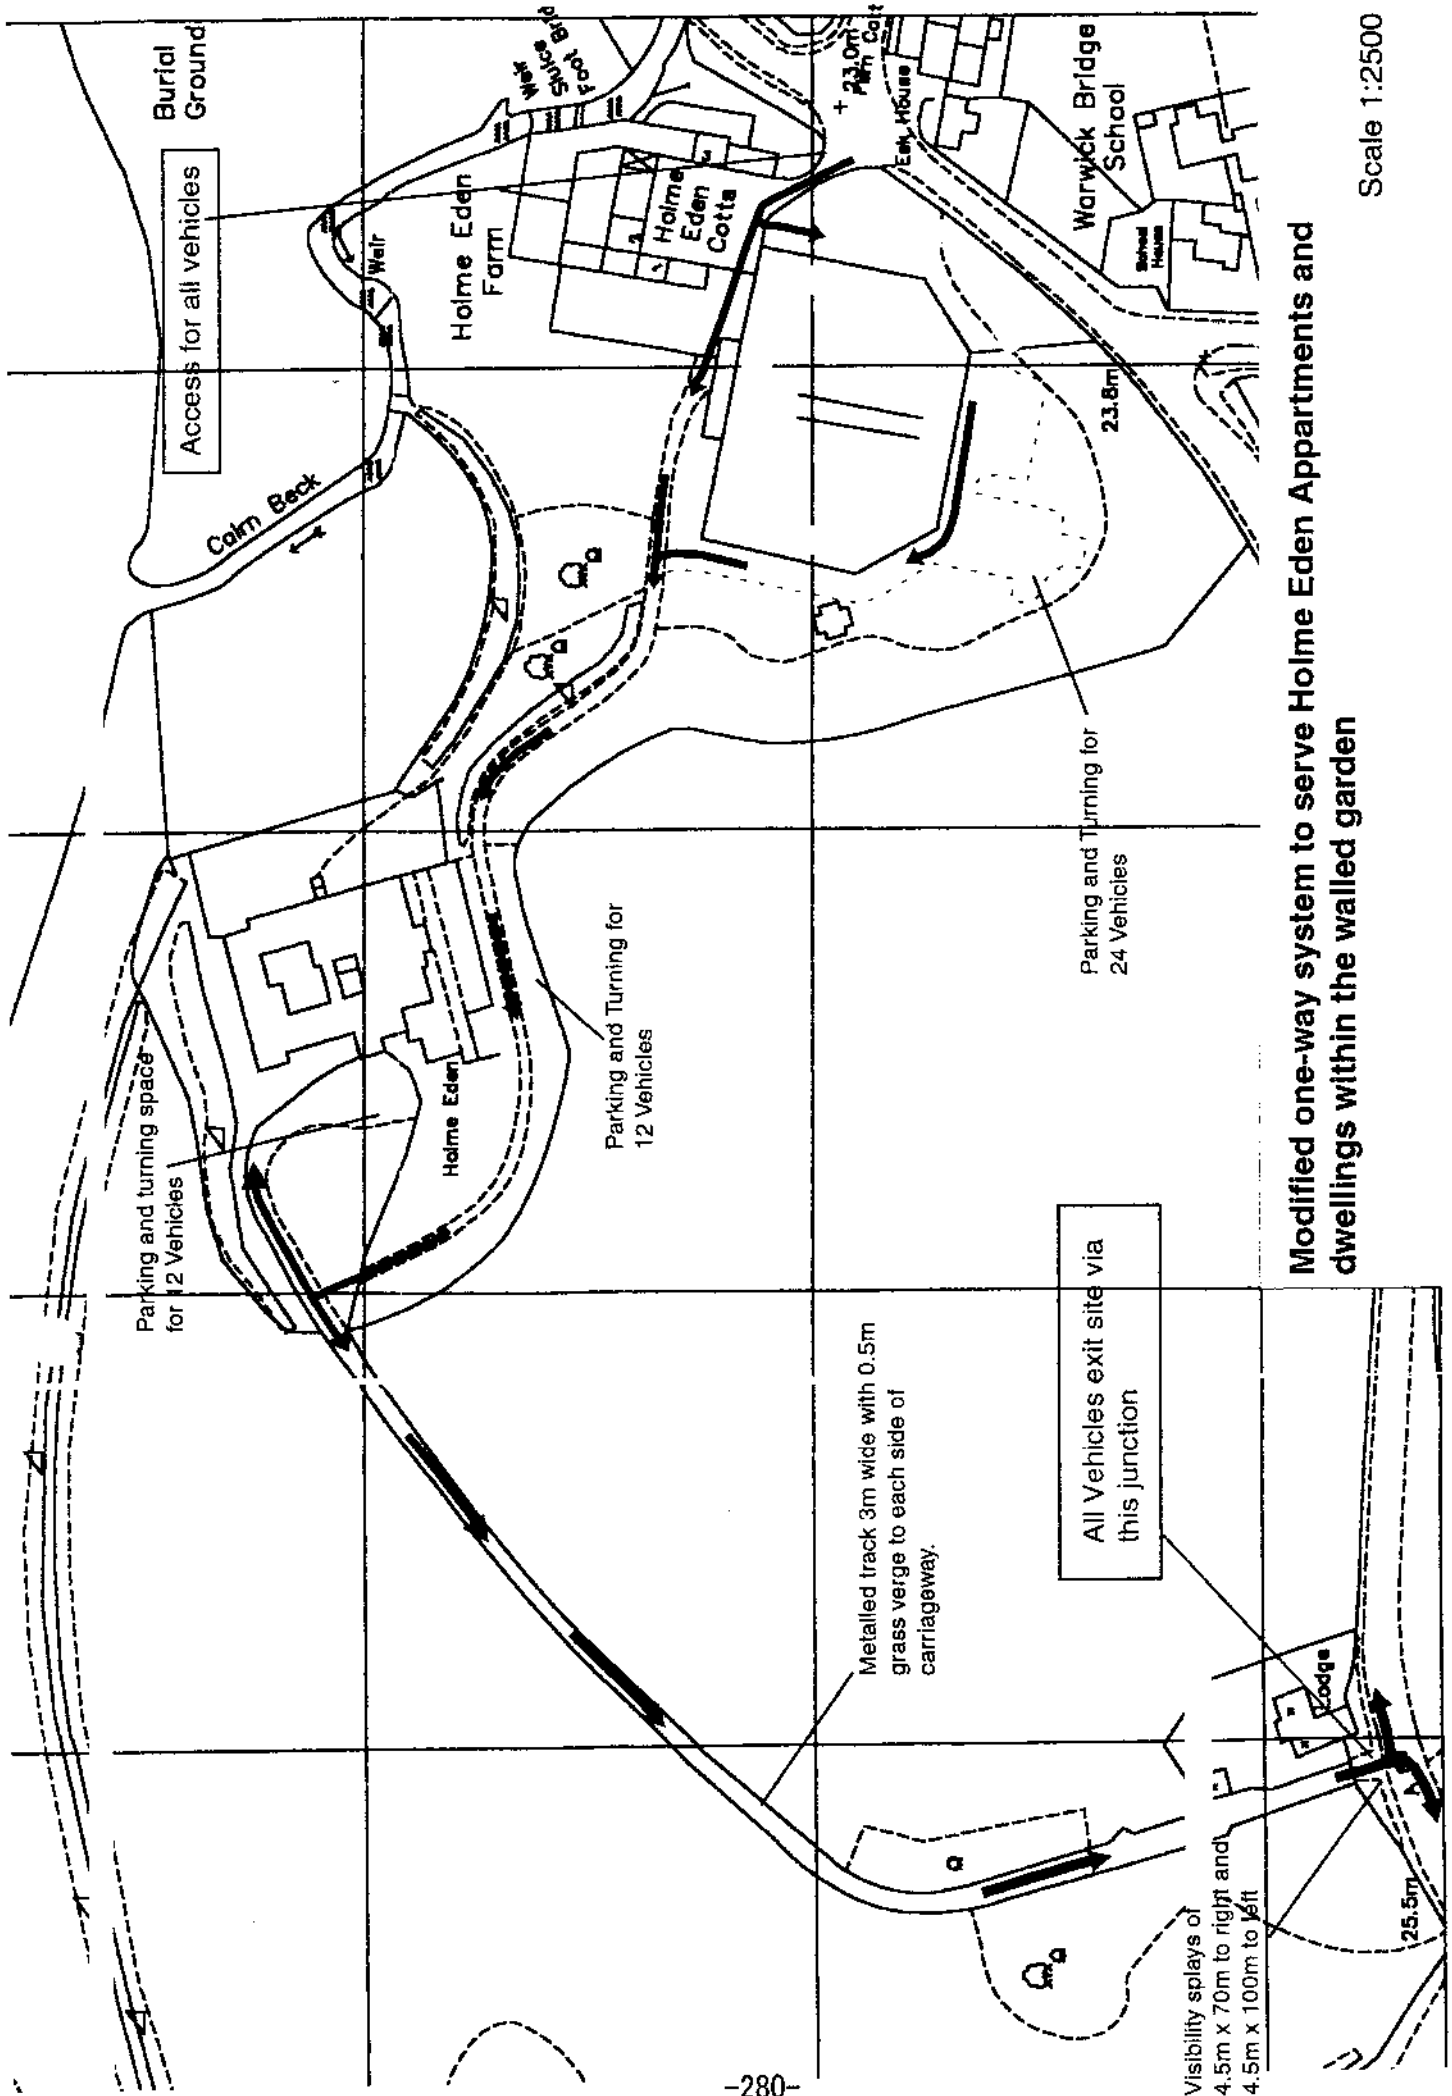 Burial
Ground
Access for all vehicles
Weir
Sluice
Foot Brid
Calm Beck
Weir
Holme Eden
Farm
Holme
Eden
Cotts
1
2
3
+ 23.0m
Cott
Esk House
Warwick Bridge
School
School
House
23.8m
Parking and turning space
for 12 Vehicles
Holme Eden
Parking and Turning for
12 Vehicles
Parking and Turning for
24 Vehicles
Metalled track 3m wide with 0.5m
grass verge to each side of
carriageway.
All Vehicles exit site via
this junction
Lodge
Visibility splays of
4.5m x 70m to right and
4.5m x 100m to left
25.5m
Modified one-way system to serve Holme Eden Appartments and
dwellings within the walled garden
Scale 1:2500
-280-